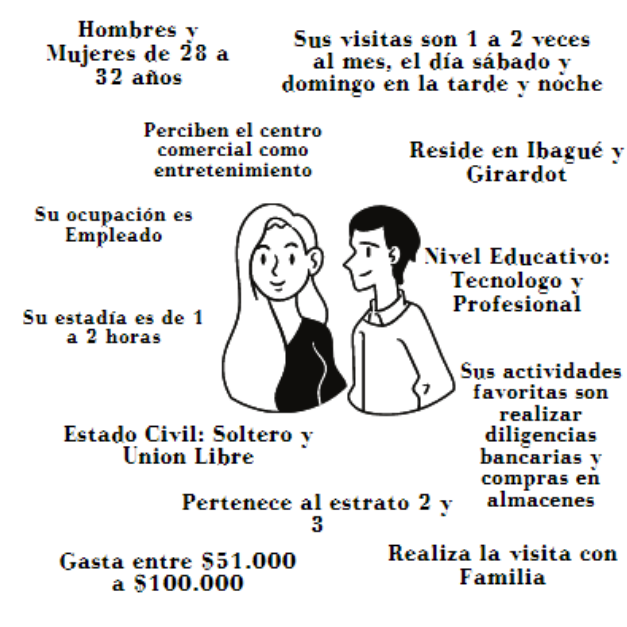 Hombres y
Mujeres de 28 a
32 años
Sus visitas son 1 a 2 veces
al mes, el día sábado y
domingo en la tarde y noche
Perciben el centro
comercial como
entretenimiento
Reside en Ibagué y
Girardot
Su ocupación es
Empleado
Nivel Educativo:
Tecnologo y
Profesional
Su estadía es de 1
a 2 horas
Sus actividades
favoritas son
realizar
diligencias
bancarias y
compras en
almacenes
Estado Civil: Soltero y
Union Libre
Pertenece al estrato 2 y
3
Gasta entre $51.000
a $100.000
Realiza la visita con
Familia